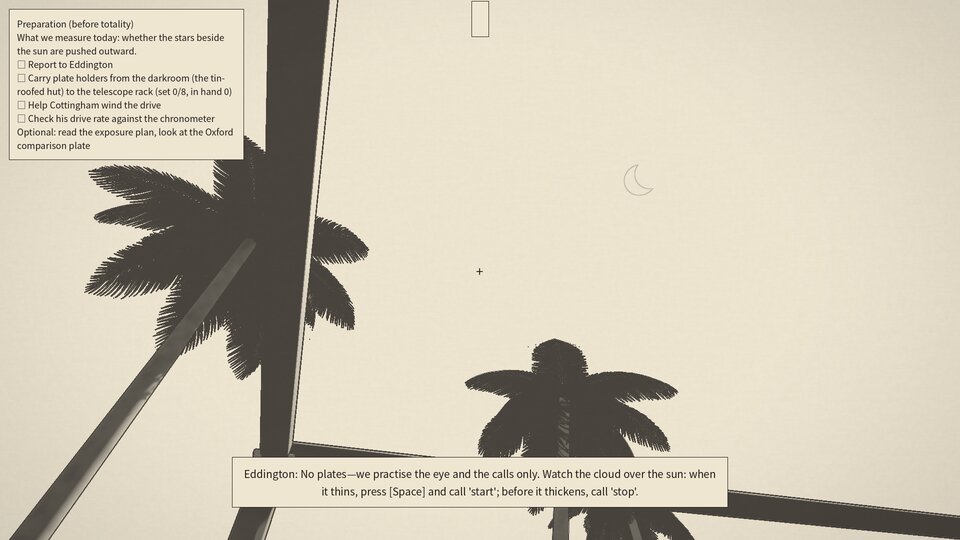 Preparation (before totality)
What we measure today: whether the stars beside
the sun are pushed outward.
☐ Report to Eddington
☐ Carry plate holders from the darkroom (the tin-
roofed hut) to the telescope rack (set 0/8, in hand 0)
☐ Help Cottingham wind the drive
☐ Check his drive rate against the chronometer
Optional: read the exposure plan, look at the Oxford
comparison plate
Eddington: No plates—we practise the eye and the calls only. Watch the cloud over the sun: when
it thins, press [Space] and call 'start'; before it thickens, call 'stop'.